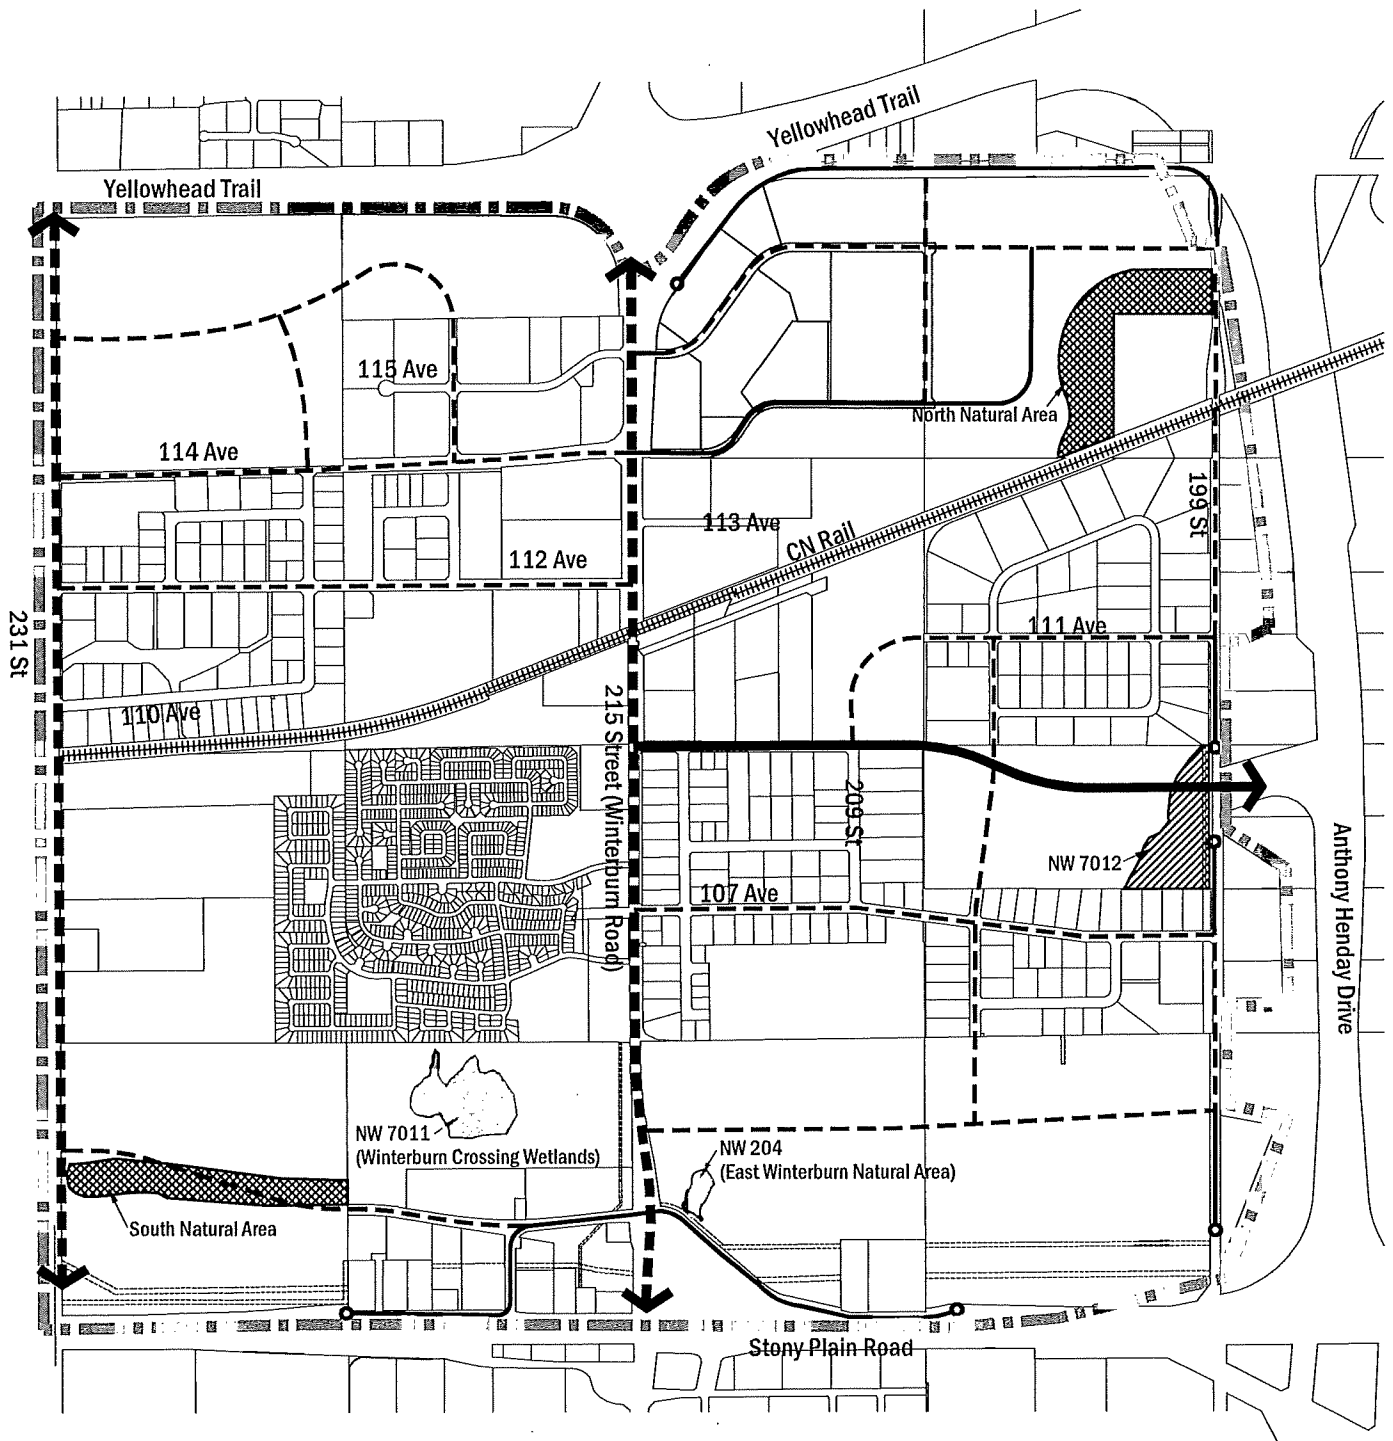 Yellowhead Trail
Yellowhead Trail
115 Ave
North Natural Area
114 Ave
199 St
113 Ave
CN Rail
112 Ave
231 St
111 Ave
110 Ave
215 Street (Winterburn Road)
209 St
NW 7012
107 Ave
Anthony Henday Drive
NW 7011
(Winterburn Crossing Wetlands)
NW 204
(East Winterburn Natural Area)
South Natural Area
Stony Plain Road